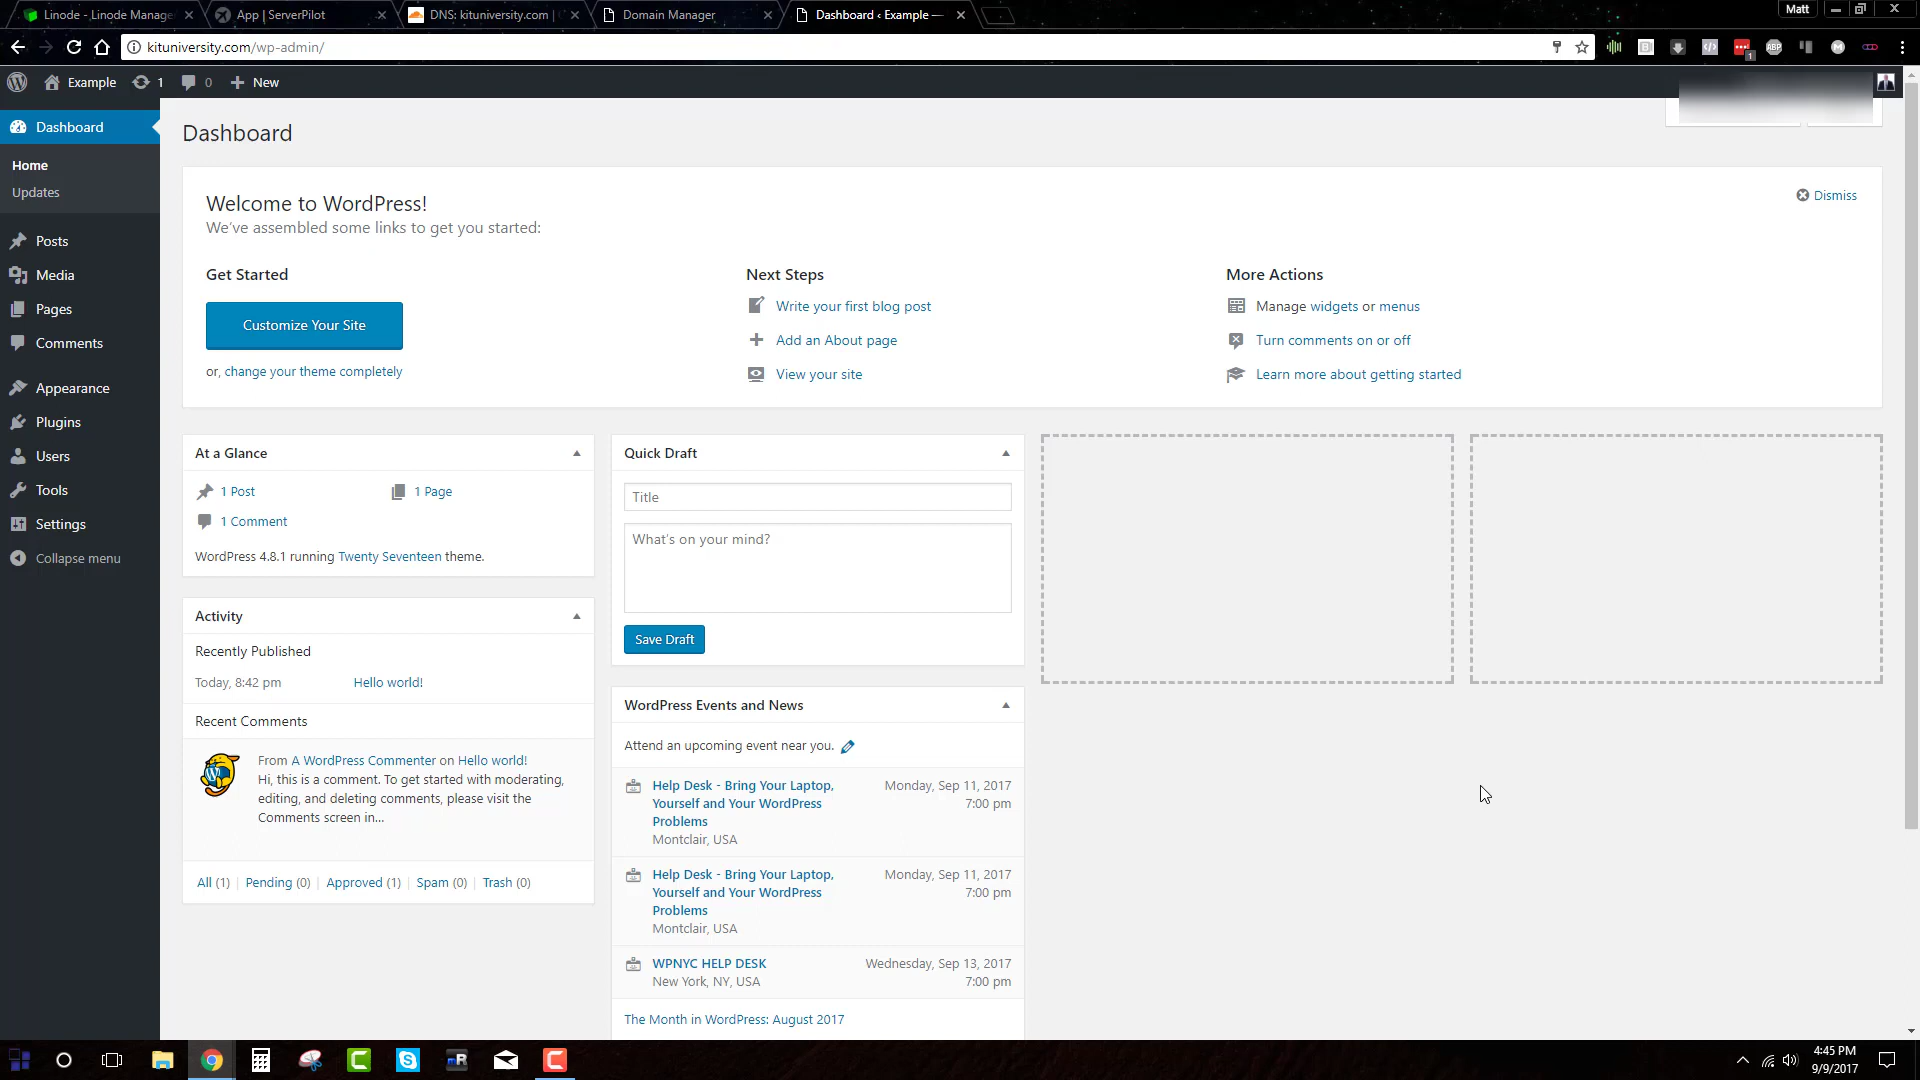 Linode - Linode Manage
App | ServerPilot
DNS: kituniversity.com |
Domain Manager
Dashboard ‹ Example —
Matt
kituniversity.com/wp-admin/
Example
1
0
New
Dashboard
Home
Updates
Posts
Media
Pages
Comments
Appearance
Plugins
Users
Tools
Settings
Collapse menu
Dashboard
Welcome to WordPress!
We've assembled some links to get you started:
Dismiss
Get Started
Customize Your Site
or, change your theme completely
Next Steps
Write your first blog post
Add an About page
View your site
More Actions
Manage widgets or menus
Turn comments on or off
Learn more about getting started
At a Glance
1 Post
1 Page
1 Comment
WordPress 4.8.1 running Twenty Seventeen theme.
Activity
Recently Published
Today, 8:42 pm
Hello world!
Recent Comments
From A WordPress Commenter on Hello world!
Hi, this is a comment. To get started with moderating,
editing, and deleting comments, please visit the
Comments screen in...
All (1) | Pending (0) | Approved (1) | Spam (0) | Trash (0)
Quick Draft
Title
What's on your mind?
Save Draft
WordPress Events and News
Attend an upcoming event near you.
Help Desk - Bring Your Laptop,
Yourself and Your WordPress
Problems
Montclair, USA
Monday, Sep 11, 2017
7:00 pm
Help Desk - Bring Your Laptop,
Yourself and Your WordPress
Problems
Montclair, USA
Monday, Sep 11, 2017
7:00 pm
WPNYC HELP DESK
New York, NY, USA
Wednesday, Sep 13, 2017
7:00 pm
The Month in WordPress: August 2017
4:45 PM
9/9/2017